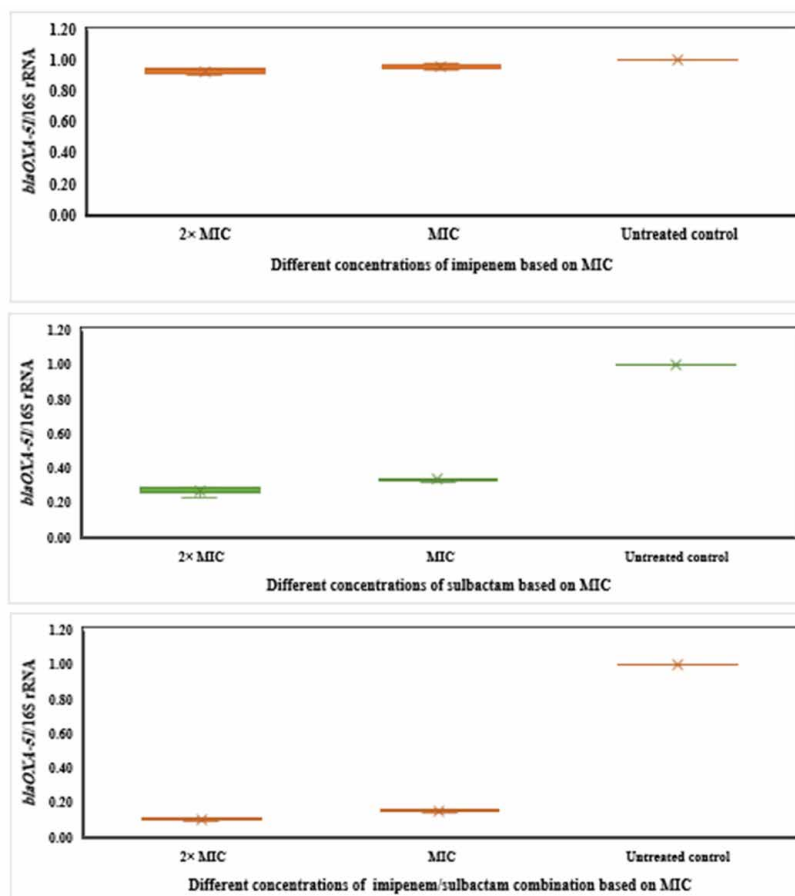 1.20
1.00
0.80
0.60
0.40
0.20
0.00
blaOXA-51/16S rRNA
2× MIC MIC Untreated control
Different concentrations of imipenem based on MIC
1.20
1.00
0.80
0.60
0.40
0.20
0.00
blaOXA-51/16S rRNA
2× MIC MIC Untreated control
Different concentrations of sulbactam based on MIC
1.20
1.00
0.80
0.60
0.40
0.20
0.00
blaOXA-51/16S rRNA
2× MIC MIC Untreated control
Different concentrations of imipenem/sulbactam combination based on MIC